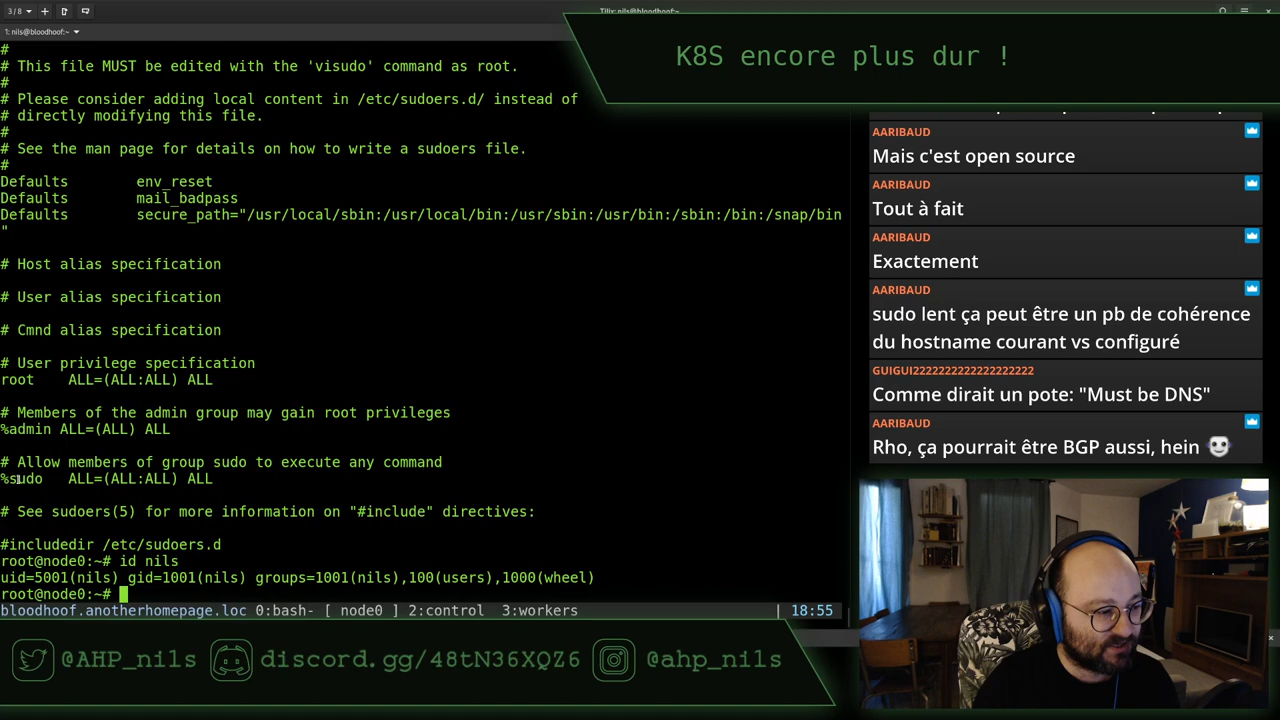 3/8
Tilix: nils@bloodhoof:~
1: nils@bloodhoof:~
#
# This file MUST be edited with the 'visudo' command as root.
#
# Please consider adding local content in /etc/sudoers.d/ instead of
# directly modifying this file.
#
# See the man page for details on how to write a sudoers file.
#
Defaults        env_reset
Defaults        mail_badpass
Defaults        secure_path="/usr/local/sbin:/usr/local/bin:/usr/sbin:/usr/bin:/sbin:/bin:/snap/bin
"
# Host alias specification
# User alias specification
# Cmnd alias specification
# User privilege specification
root    ALL=(ALL:ALL) ALL
# Members of the admin group may gain root privileges
%admin ALL=(ALL) ALL
# Allow members of group sudo to execute any command
%sudo   ALL=(ALL:ALL) ALL
# See sudoers(5) for more information on "#include" directives:
#includedir /etc/sudoers.d
root@node0:~# id nils
uid=5001(nils) gid=1001(nils) groups=1001(nils),100(users),1000(wheel)
root@node0:~#
bloodhoof.anotherhomepage.loc 0:bash- [ node0 ] 2:control  3:workers | 18:55
K8S encore plus dur !
AARIBAUD
Mais c'est open source
AARIBAUD
Tout à fait
AARIBAUD
Exactement
AARIBAUD
sudo lent ça peut être un pb de cohérence
du hostname courant vs configuré
GUIGUI2222222222222222222
Comme dirait un pote: "Must be DNS"
AARIBAUD
Rho, ça pourrait être BGP aussi, hein
@AHP_nils discord.gg/48tN36XQZ6 @ahp_nils